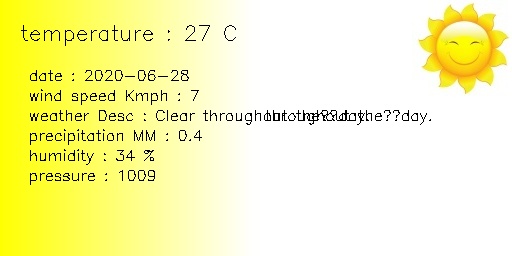 temperature : 27 C
date : 2020-06-28
wind speed Kmph : 7
weather Desc : Clear throughout the??day.
precipitation MM : 0.4
humidity : 34 %
pressure : 1009